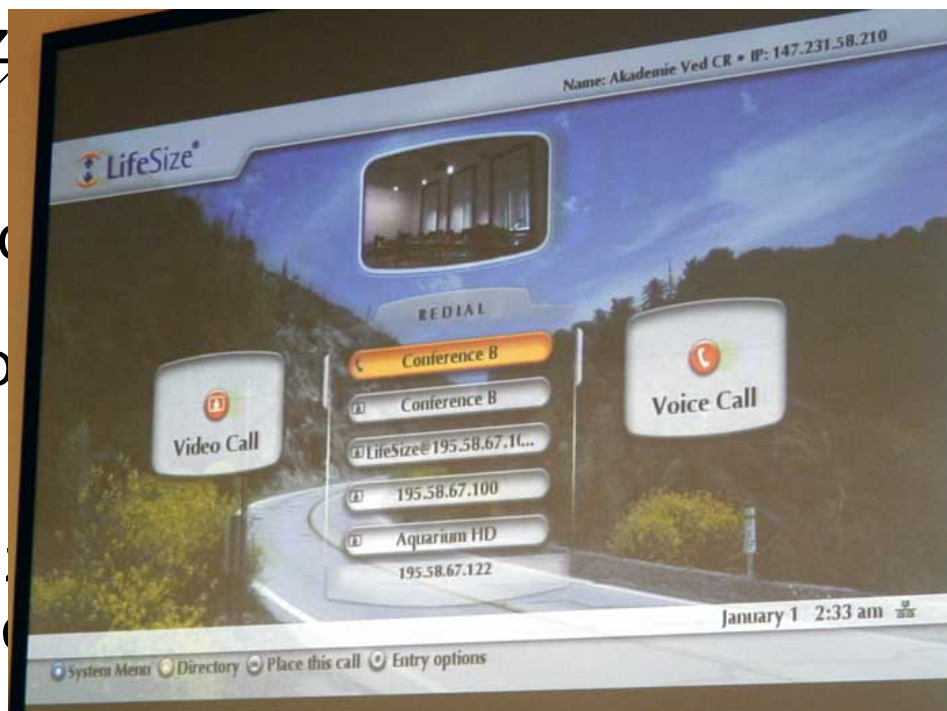 Name: Akademie Ved CR • IP: 147.231.58.210
LifeSize®
REDIAL
Conference B
Conference B
LifeSize@195.58.67.1(...
195.58.67.100
Aquarium HD
195.58.67.122
Video Call
Voice Call
January 1 2:33 am
System Menu Directory Place this call Entry options